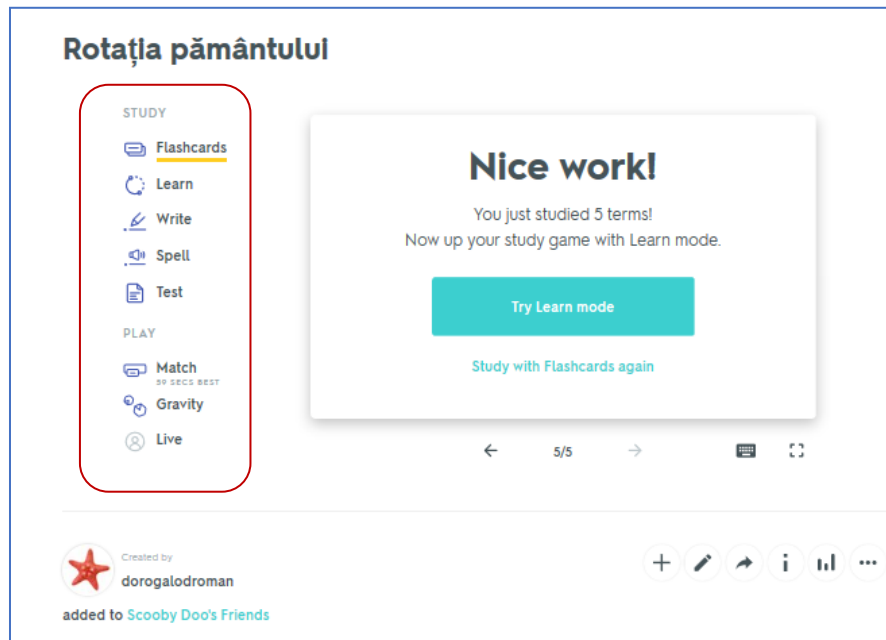 Rotația pământului
STUDY
Flashcards
Learn
Write
Spell
Test
PLAY
Match
59 SECS BEST
Gravity
Live
Nice work!
You just studied 5 terms!
Now up your study game with Learn mode.
Try Learn mode
Study with Flashcards again
5/5
Created by
dorogalodroman
added to Scooby Doo's Friends